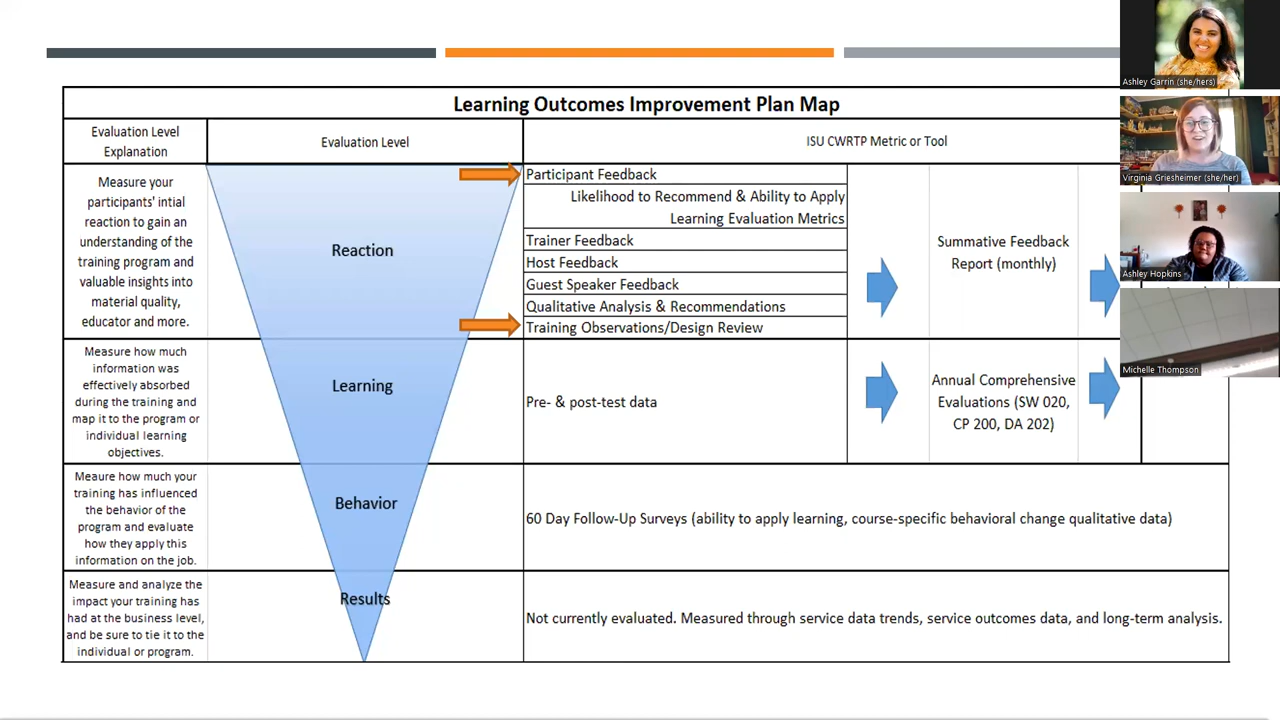 Learning Outcomes Improvement Plan Map
Evaluation Level
Explanation
Evaluation Level
ISU CWRTP Metric or Tool
Measure your
participants' intial
reaction to gain an
understanding of the
training program and
valuable insights into
material quality,
educator and more.
Reaction
Participant Feedback
Likelihood to Recommend & Ability to Apply
Learning Evaluation Metrics
Trainer Feedback
Host Feedback
Guest Speaker Feedback
Qualitative Analysis & Recommendations
Training Observations/Design Review
Summative Feedback
Report (monthly)
Measure how much
information was
effectively absorbed
during the training and
map it to the program or
individual learning
objectives.
Learning
Pre- & post-test data
Annual Comprehensive
Evaluations (SW 020,
CP 200, DA 202)
Meaure how much your
training has influenced
the behavior of the
program and evaluate
how they apply this
information on the job.
Behavior
60 Day Follow-Up Surveys (ability to apply learning, course-specific behavioral change qualitative data)
Measure and analyze the
impact your training has
had at the business level,
and be sure to tie it to the
individual or program.
Results
Not currently evaluated. Measured through service data trends, service outcomes data, and long-term analysis.
Ashley Garrin (she/hers)
Virginia Griesheimer (she/her)
Ashley Hopkins
Michelle Thompson